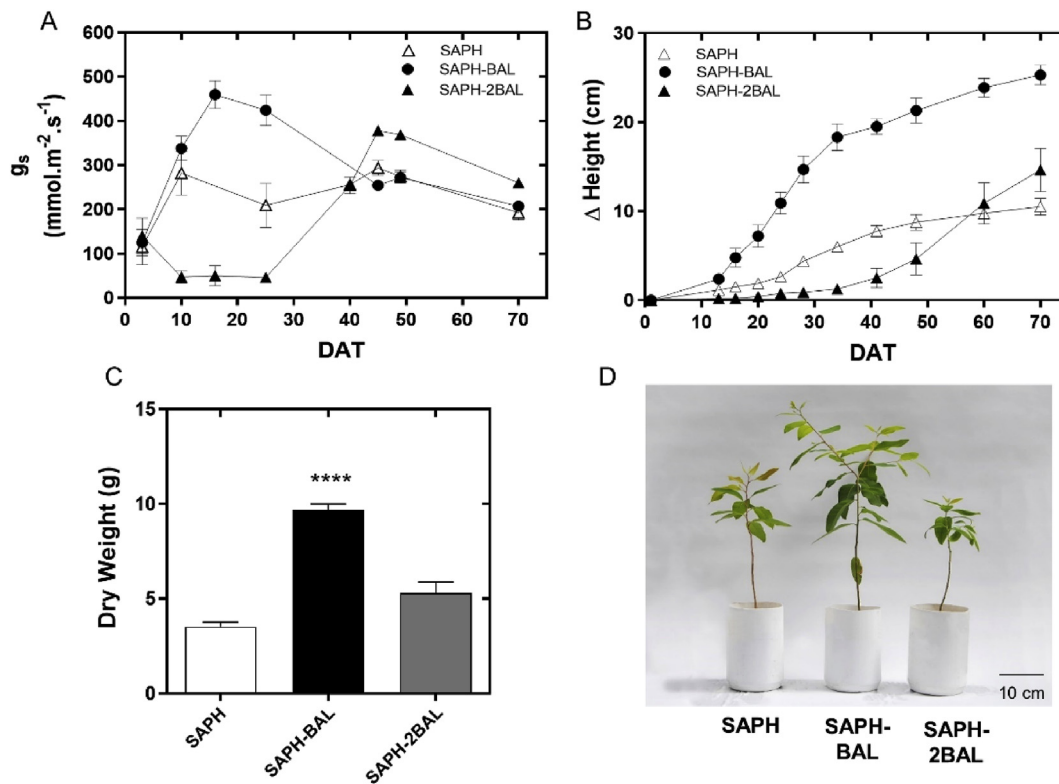 A
600
500
400
300
200
100
0
gs
(mmol.m-2.s-1)
SAPH
SAPH-BAL
SAPH-2BAL
0 10 20 30 40 50 60 70
DAT
B
30
20
10
0
Δ Height (cm)
SAPH
SAPH-BAL
SAPH-2BAL
0 10 20 30 40 50 60 70
DAT
C
15
10
5
0
Dry Weight (g)
****
SAPH
SAPH-BAL
SAPH-2BAL
D
10 cm
SAPH
SAPH-
BAL
SAPH-
2BAL